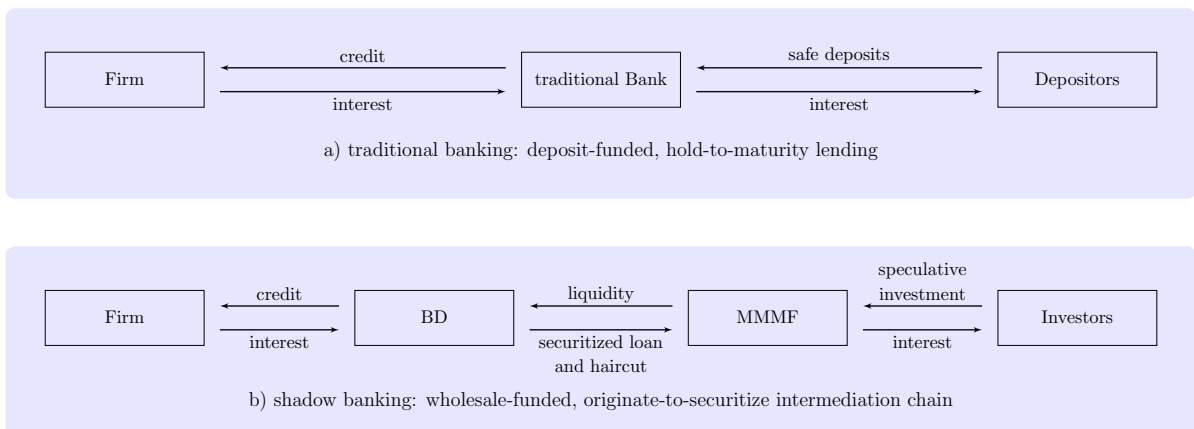 credit
safe deposits
Firm
traditional Bank
Depositors
interest
interest
a) traditional banking: deposit-funded, hold-to-maturity lending
speculative
investment
credit
liquidity
Firm
BD
MMMF
Investors
interest
securitized loan
and haircut
interest
b) shadow banking: wholesale-funded, originate-to-securitize intermediation chain